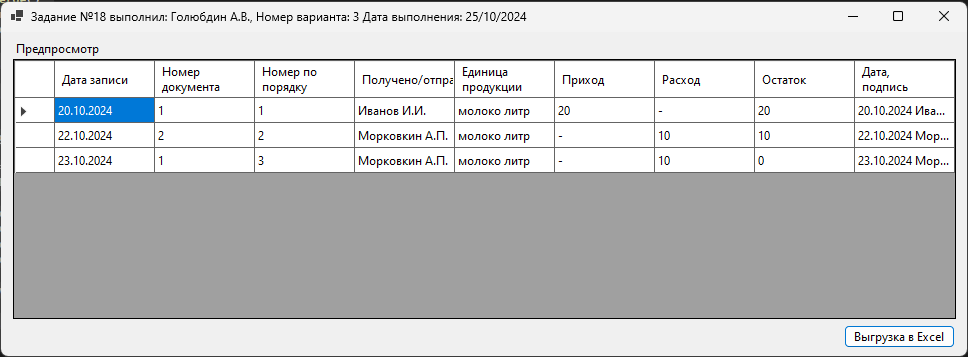 Задание №18 выполнил: Голюбдин А.В., Номер варианта: 3 Дата выполнения: 25/10/2024
Предпросмотр
Дата записи Номер документа Номер по порядку Получено/отпра Единица продукции Приход Расход Остаток Дата, подпись
20.10.2024 1 1 Иванов И.И. молоко литр 20 - 20 20.10.2024 Ива...
22.10.2024 2 2 Морковкин А.П. молоко литр - 10 10 22.10.2024 Мор...
23.10.2024 1 3 Морковкин А.П. молоко литр - 10 0 23.10.2024 Мор...
Выгрузка в Excel